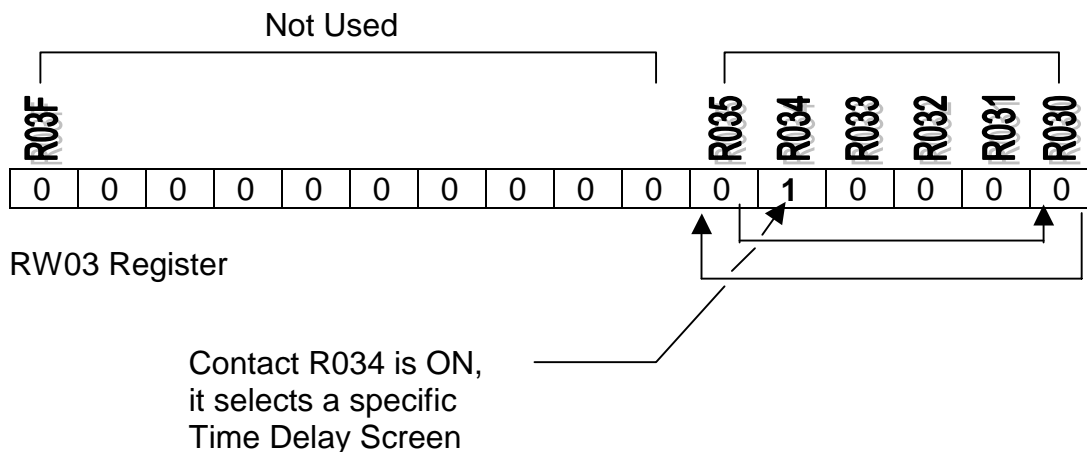 Not Used
R03F R035 R034 R033 R032 R031 R030
0 0 0 0 0 0 0 0 0 0 0 1 0 0 0 0
RW03 Register
Contact R034 is ON,
it selects a specific
Time Delay Screen